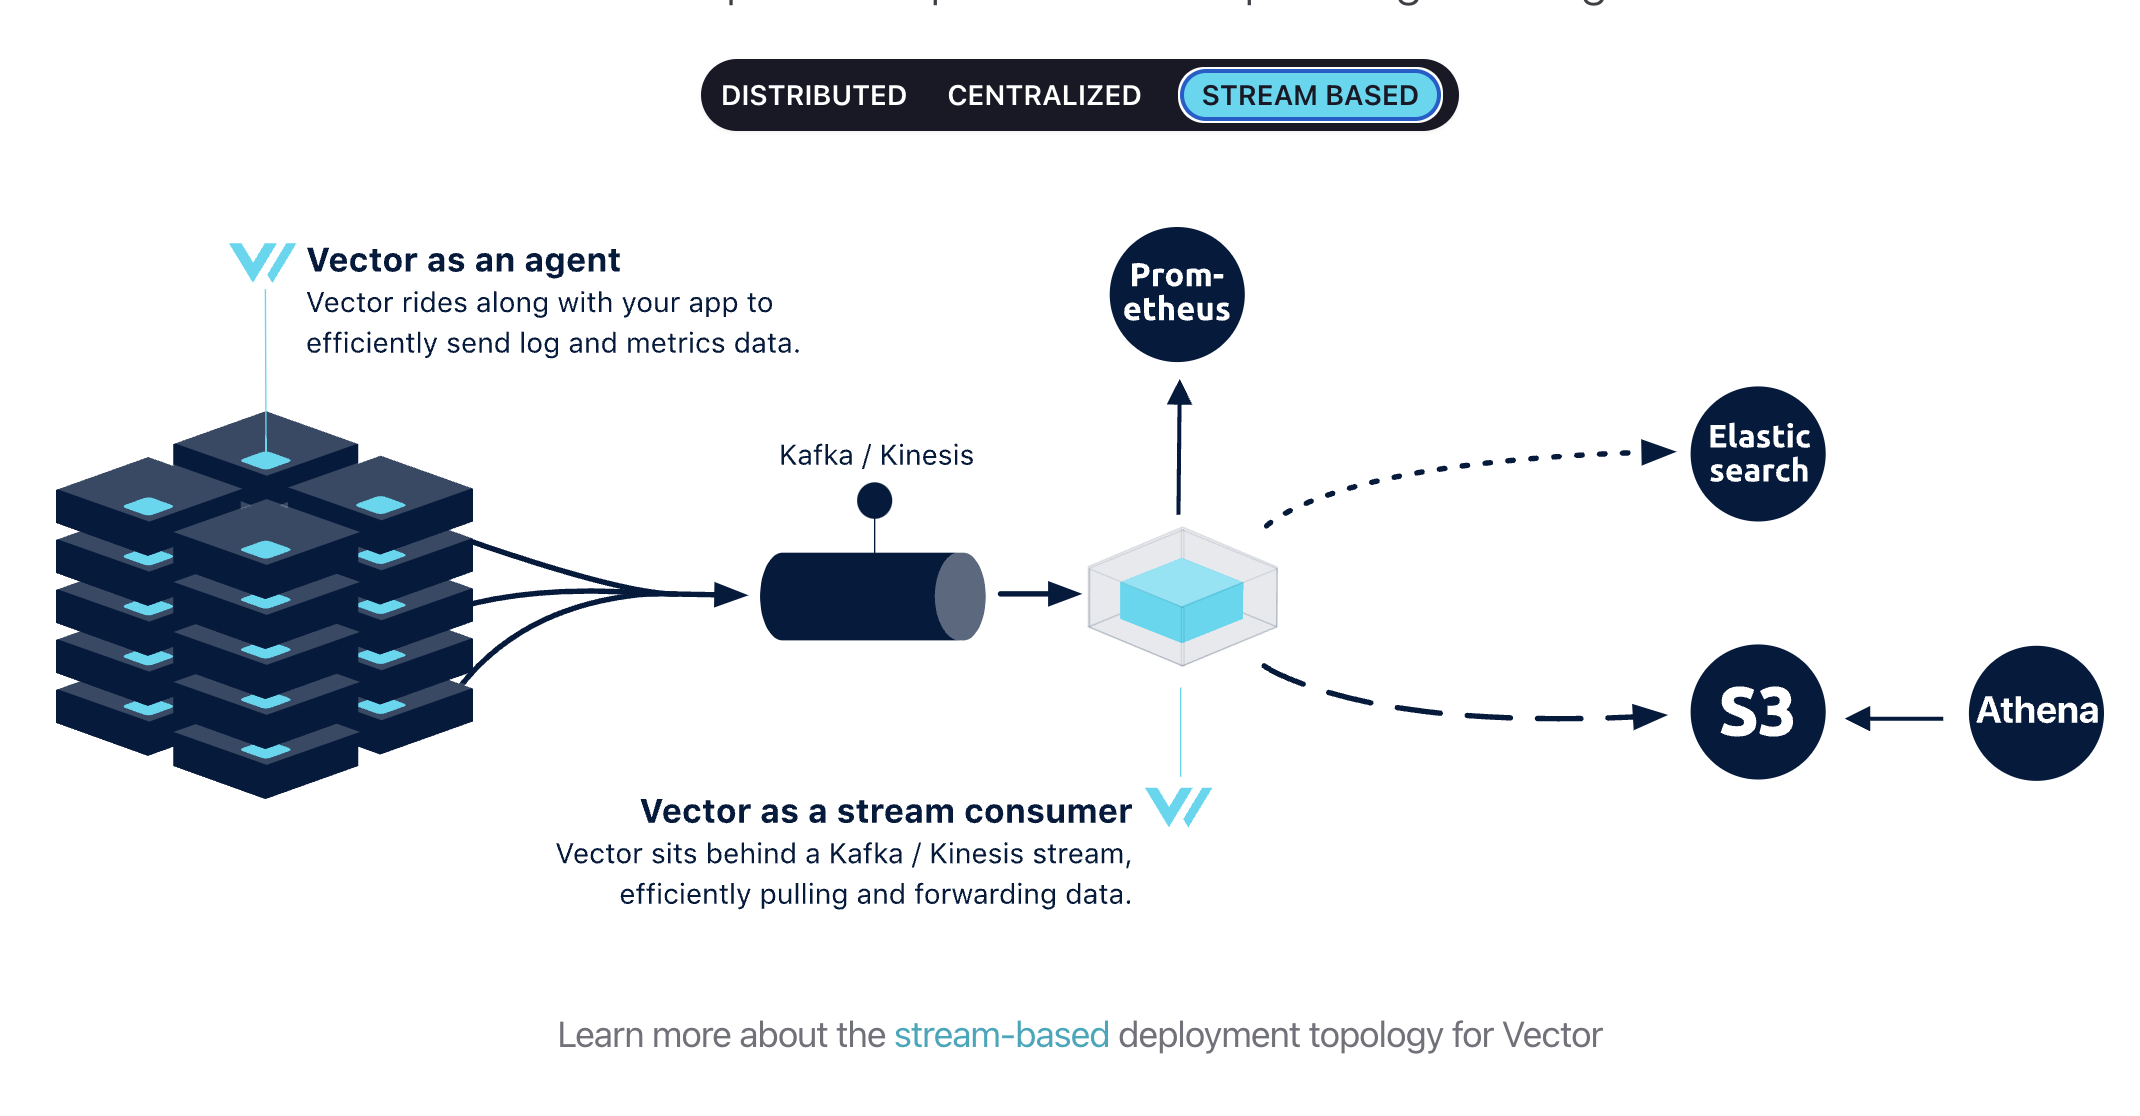 DISTRIBUTED CENTRALIZED STREAM BASED
Vector as an agent
Vector rides along with your app to
efficiently send log and metrics data.
Prom-
etheus
Elastic
search
Kafka / Kinesis
S3
Athena
Vector as a stream consumer
Vector sits behind a Kafka / Kinesis stream,
efficiently pulling and forwarding data.
Learn more about the stream-based deployment topology for Vector